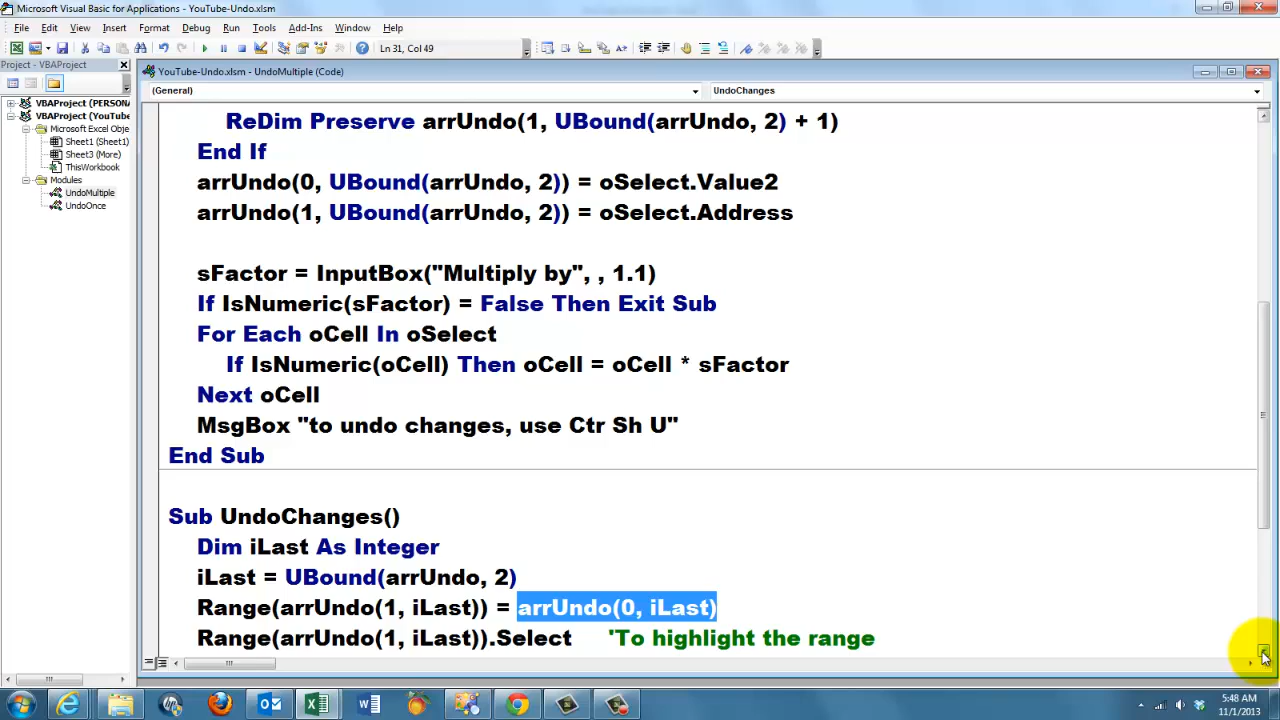 Microsoft Visual Basic for Applications - YouTube-Undo.xlsm
File Edit View Insert Format Debug Run Tools Add-Ins Window Help
Ln 31, Col 49
Project - VBAProject
YouTube-Undo.xlsm - UndoMultiple (Code)
(General) UndoChanges
VBAProject (PERSONA
VBAProject (YouTube
Microsoft Excel Obje
Sheet1 (Sheet1)
Sheet3 (More)
ThisWorkbook
Modules
UndoMultiple
UndoOnce
ReDim Preserve arrUndo(1, UBound(arrUndo, 2) + 1)
End If
arrUndo(0, UBound(arrUndo, 2)) = oSelect.Value2
arrUndo(1, UBound(arrUndo, 2)) = oSelect.Address
sFactor = InputBox("Multiply by", , 1.1)
If IsNumeric(sFactor) = False Then Exit Sub
For Each oCell In oSelect
If IsNumeric(oCell) Then oCell = oCell * sFactor
Next oCell
MsgBox "to undo changes, use Ctr Sh U"
End Sub
Sub UndoChanges()
Dim iLast As Integer
iLast = UBound(arrUndo, 2)
Range(arrUndo(1, iLast)) = arrUndo(0, iLast)
Range(arrUndo(1, iLast)).Select 'To highlight the range
5:48 AM
11/1/2013